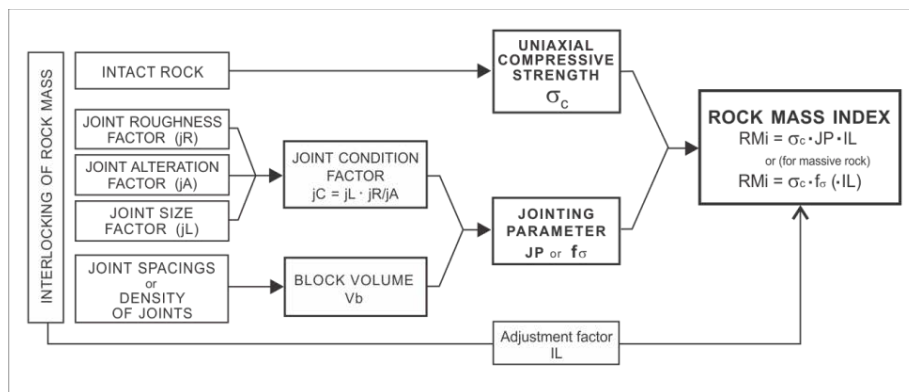 INTERLOCKING OF ROCK MASS
INTACT ROCK
JOINT ROUGHNESS
FACTOR (jR)
JOINT ALTERATION
FACTOR (jA)
JOINT SIZE
FACTOR (jL)
JOINT SPACINGS
or
DENSITY
OF JOINTS
JOINT CONDITION
FACTOR
jC = jL · jR/jA
BLOCK VOLUME
Vb
UNIAXIAL
COMPRESSIVE
STRENGTH
σc
JOINTING
PARAMETER
JP or fσ
Adjustment factor
IL
ROCK MASS INDEX
RMi = σc · JP · IL
or (for massive rock)
RMi = σc · fσ (· IL)